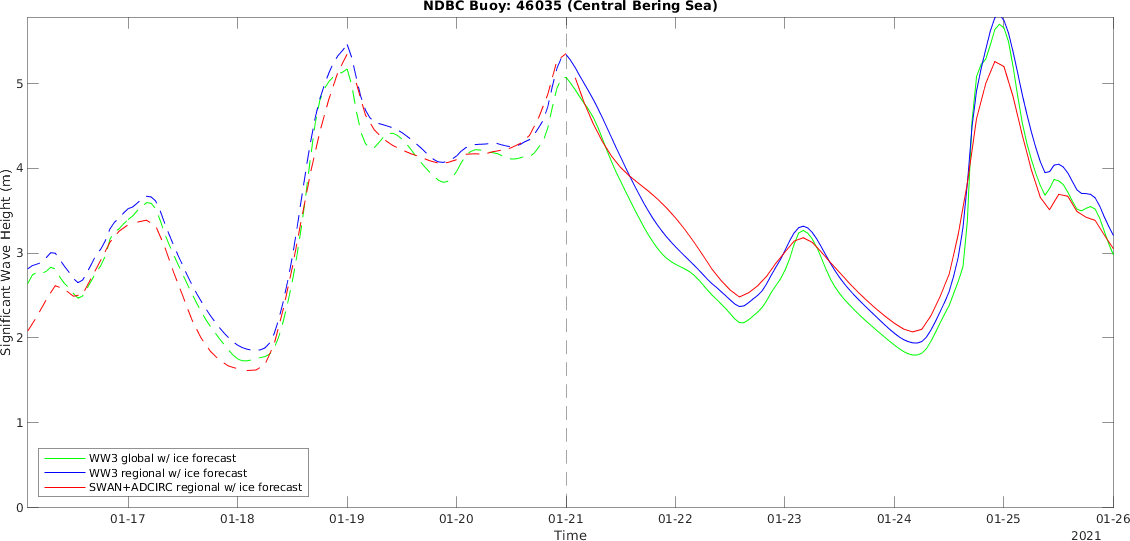 NDBC Buoy: 46035 (Central Bering Sea)
Significant Wave Height (m)
5
4
3
2
1
0
WW3 global w/ ice forecast
WW3 regional w/ ice forecast
SWAN+ADCIRC regional w/ ice forecast
01-17 01-18 01-19 01-20 01-21 01-22 01-23 01-24 01-25 01-26
Time
2021